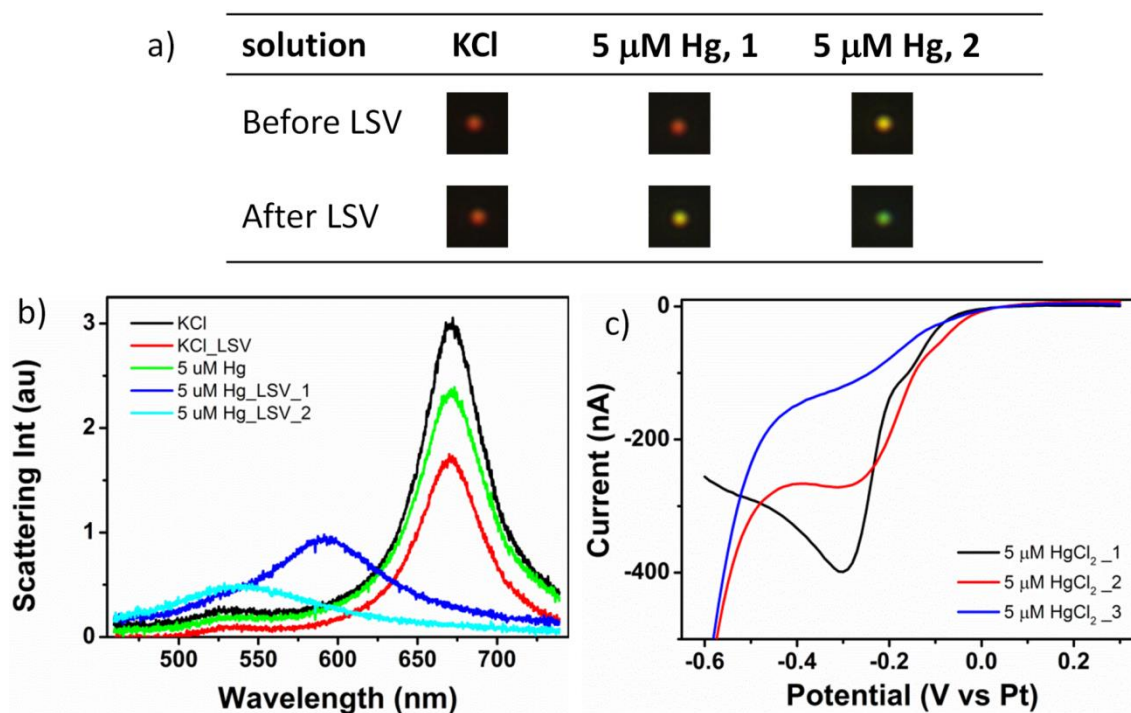 a) solution KCl 5 μM Hg, 1 5 μM Hg, 2
Before LSV
After LSV
b)
3
2
1
0
Scattering Int (au)
KCl
KCl_LSV
5 uM Hg
5 uM Hg_LSV_1
5 uM Hg_LSV_2
500 550 600 650 700
Wavelength (nm)
c)
0
-200
-400
Current (nA)
5 μM HgCl₂_1
5 μM HgCl₂_2
5 μM HgCl₂_3
-0.6 -0.4 -0.2 0.0 0.2
Potential (V vs Pt)